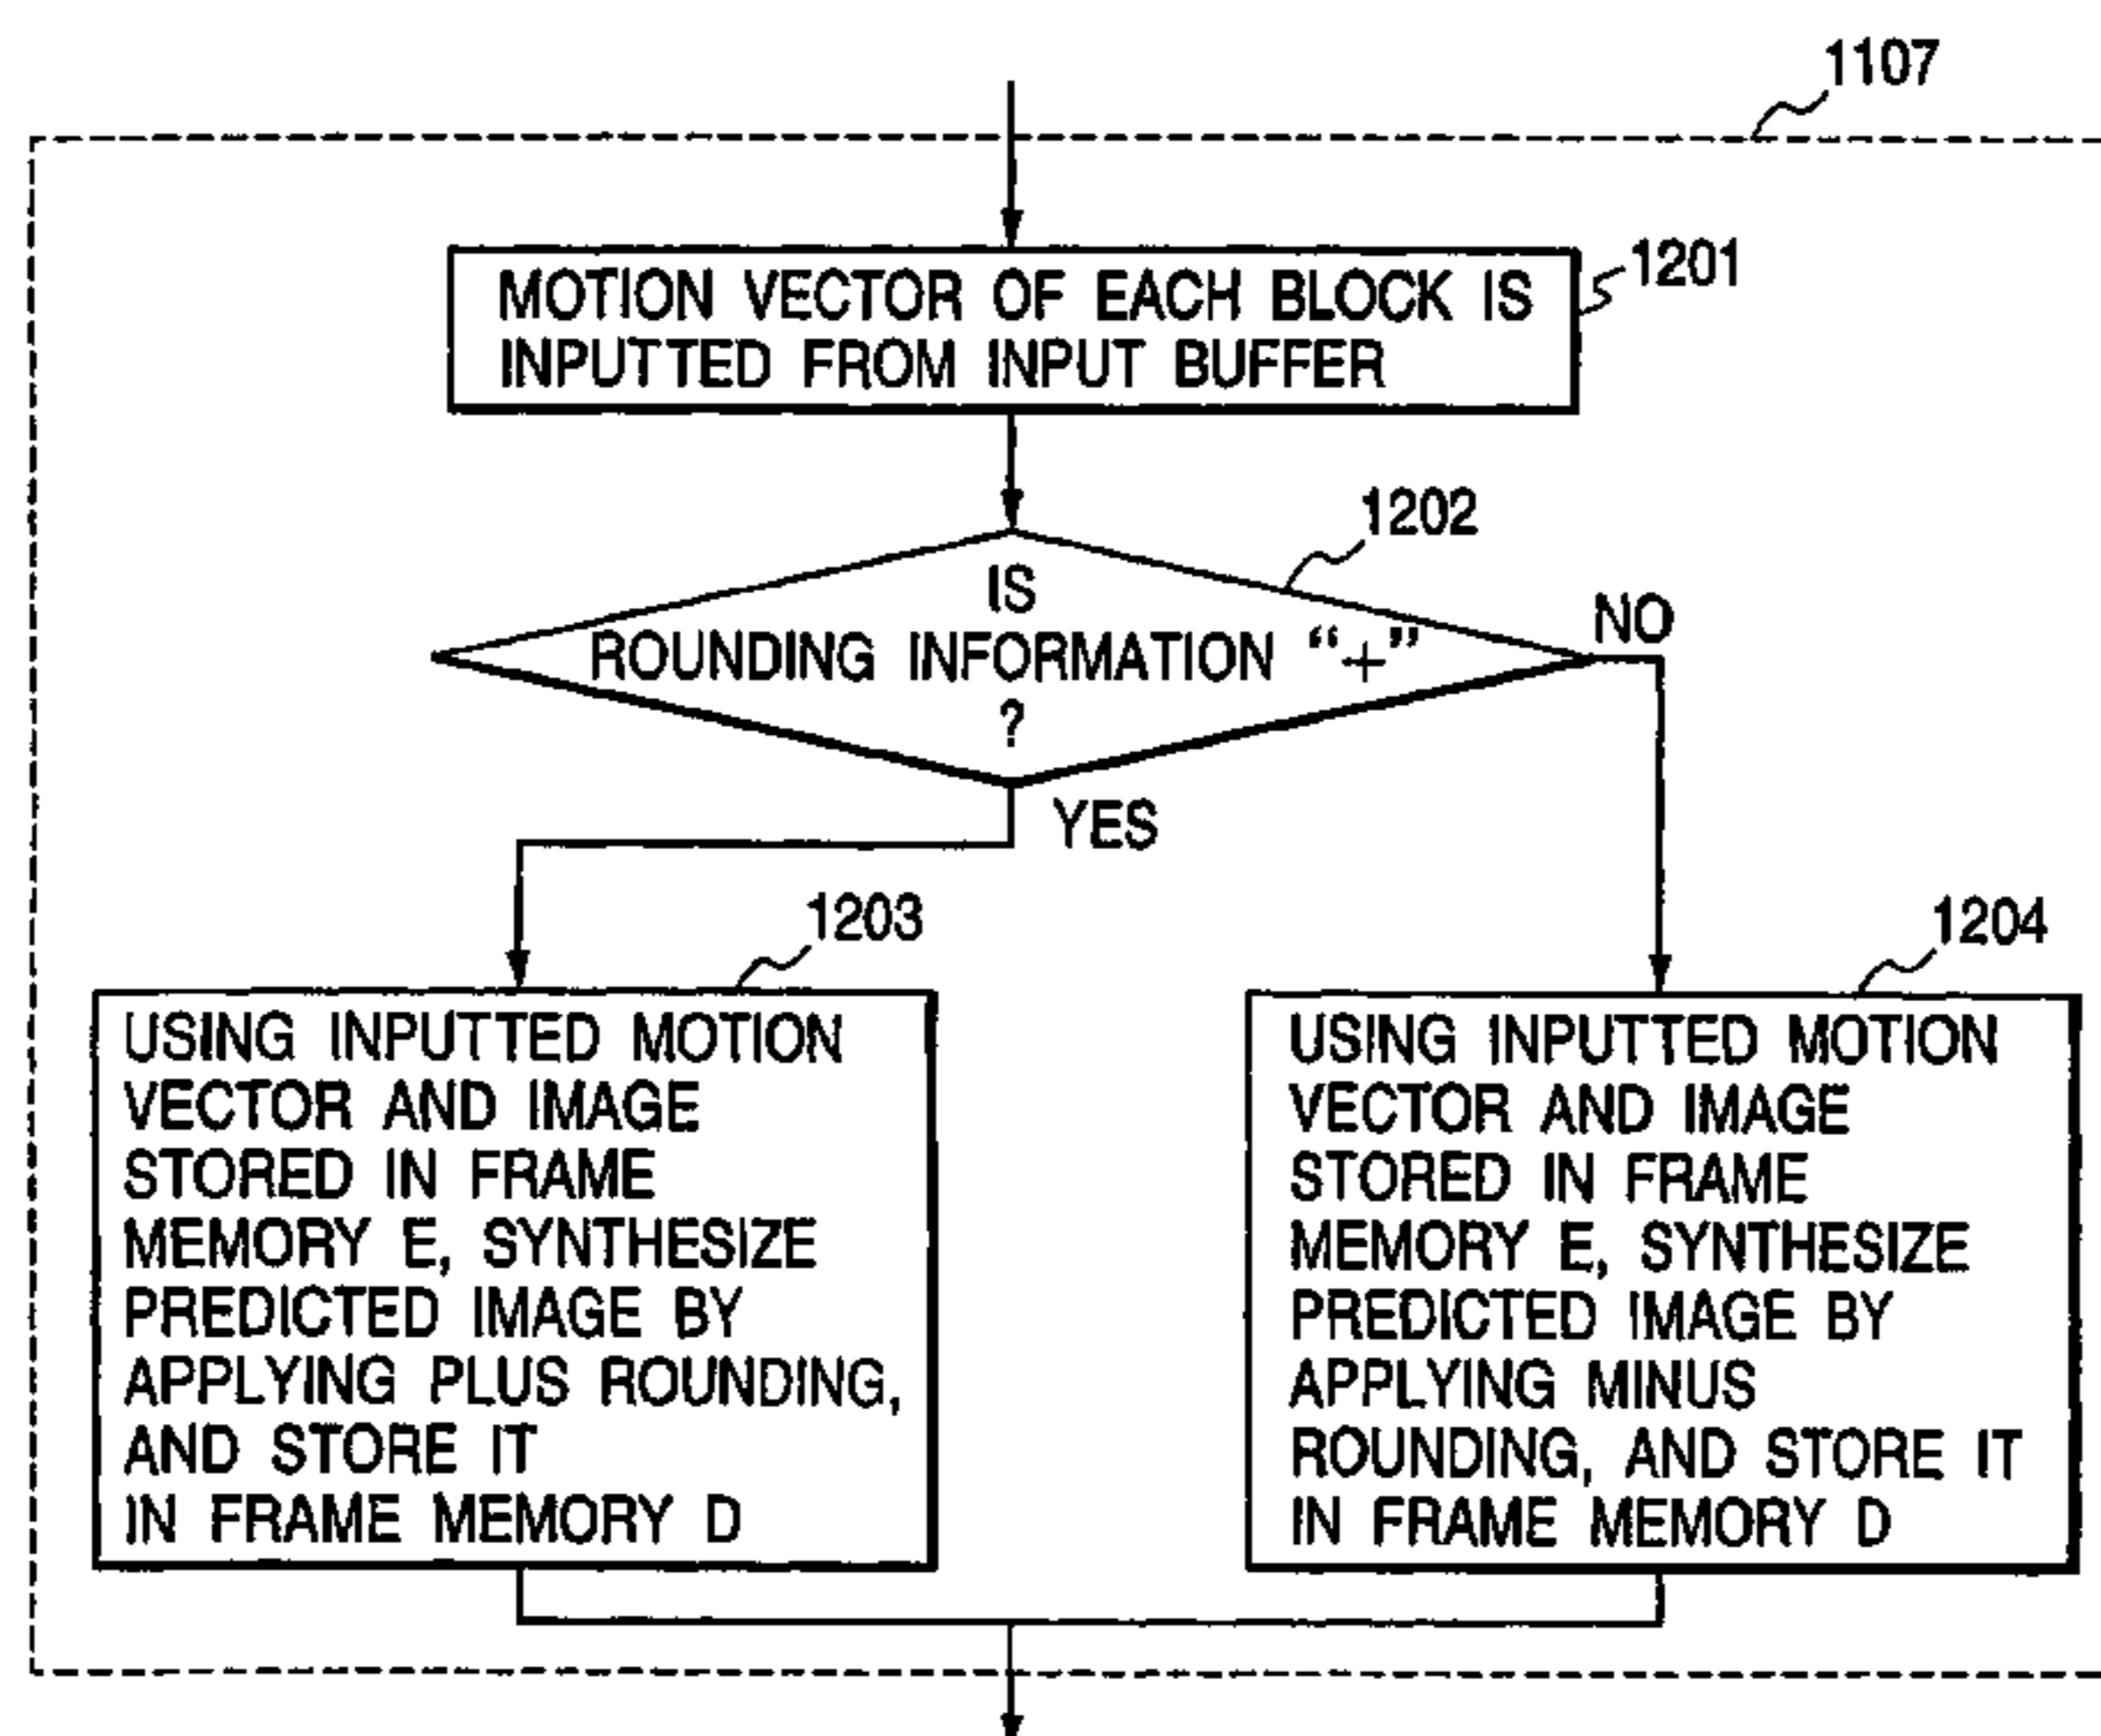 1107
MOTION VECTOR OF EACH BLOCK IS
INPUTTED FROM INPUT BUFFER
1201
1202
IS
ROUNDING INFORMATION “+”
?
NO
YES
1203
USING INPUTTED MOTION
VECTOR AND IMAGE
STORED IN FRAME
MEMORY E, SYNTHESIZE
PREDICTED IMAGE BY
APPLYING PLUS ROUNDING,
AND STORE IT
IN FRAME MEMORY D
1204
USING INPUTTED MOTION
VECTOR AND IMAGE
STORED IN FRAME
MEMORY E, SYNTHESIZE
PREDICTED IMAGE BY
APPLYING MINUS
ROUNDING, AND STORE IT
IN FRAME MEMORY D